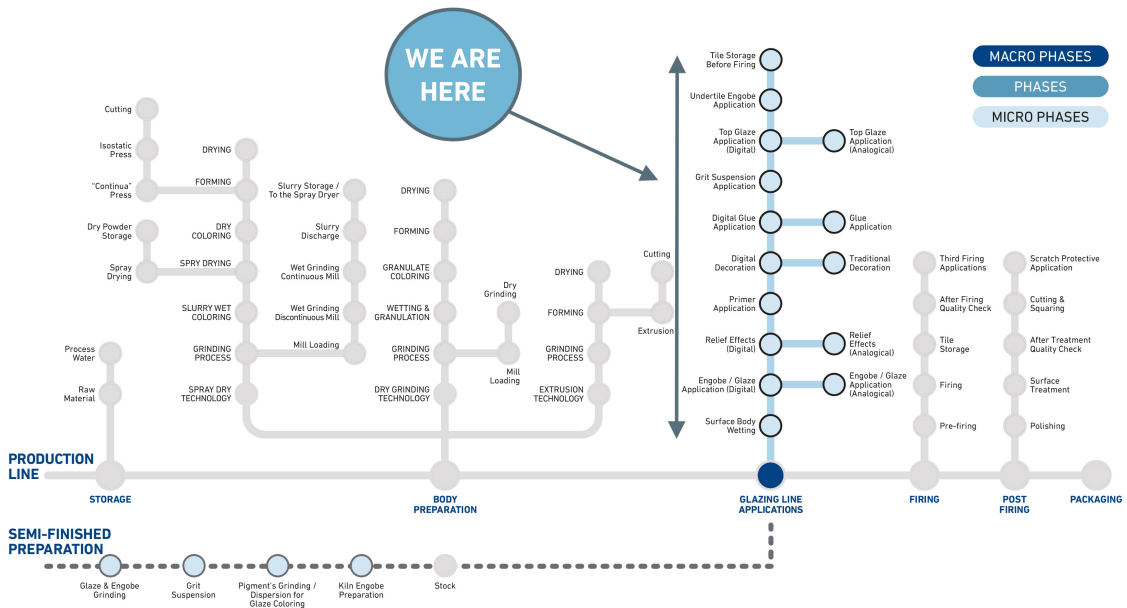 WE ARE
HERE
MACRO PHASES
PHASES
MICRO PHASES
Cutting
Isostatic
Press
"Continua"
Press
Dry Powder
Storage
Spray
Drying
Process
Water
Raw
Material
DRYING
FORMING
DRY
COLORING
SPRY DRYING
SLURRY WET
COLORING
GRINDING
PROCESS
SPRAY DRY
TECHNOLOGY
Slurry Storage /
To the Spray Dryer
Slurry
Discharge
Wet Grinding
Continuous Mill
Wet Grinding
Discontinuous Mill
Mill Loading
DRYING
FORMING
GRANULATE
COLORING
WETTING &
GRANULATION
GRINDING
PROCESS
DRY GRINDING
TECHNOLOGY
Dry
Grinding
Mill
Loading
DRYING
FORMING
GRINDING
PROCESS
EXTRUSION
TECHNOLOGY
Cutting
Extrusion
Tile Storage
Before Firing
Undertile Engobe
Application
Top Glaze
Application
(Digital)
Top Glaze
Application
(Analogical)
Grit Suspension
Application
Digital Glue
Application
Glue
Application
Digital
Decoration
Traditional
Decoration
Primer
Application
Relief Effects
(Digital)
Relief
Effects
(Analogical)
Engobe / Glaze
Application (Digital)
Engobe / Glaze
Application
(Analogical)
Surface Body
Wetting
Third Firing
Applications
After Firing
Quality Check
Tile
Storage
Firing
Pre-firing
Scratch Protective
Application
Cutting &
Squaring
After Treatment
Quality Check
Surface
Treatment
Polishing
PRODUCTION
LINE
STORAGE
BODY
PREPARATION
GLAZING LINE
APPLICATIONS
FIRING
POST
FIRING
PACKAGING
SEMI-FINISHED
PREPARATION
Glaze & Engobe
Grinding
Grit
Suspension
Pigment's Grinding /
Dispersion for
Glaze Coloring
Kiln Engobe
Preparation
Stock